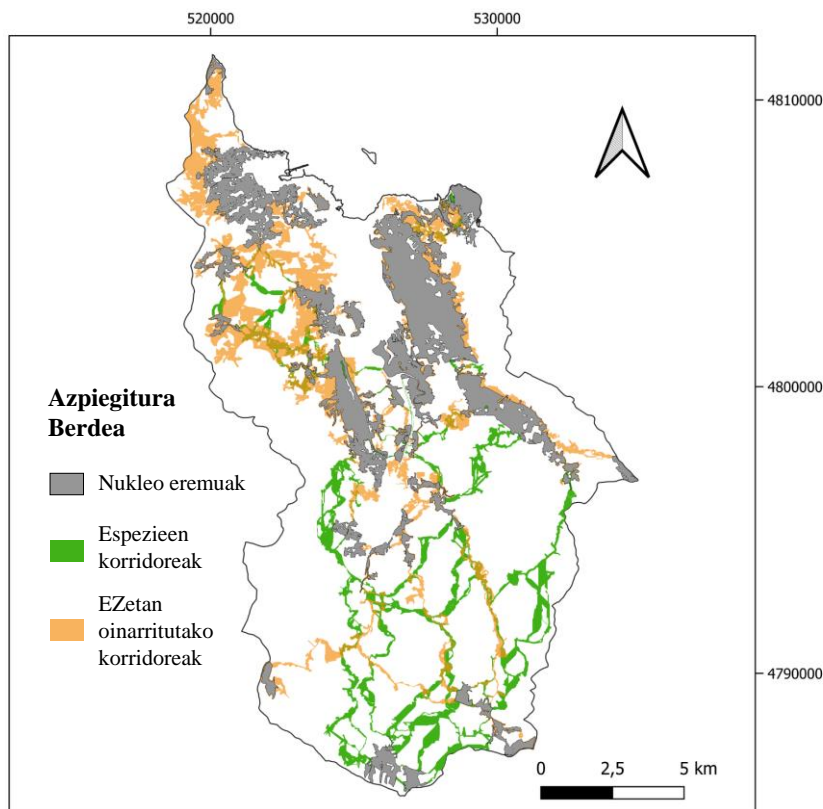 520000
530000
4810000
4800000
4790000
Azpiegitura
Berdea
Nukleo eremuak
Espezieen
korridoreak
EZetan
oinarritutako
korridoreak
0
2,5
5 km